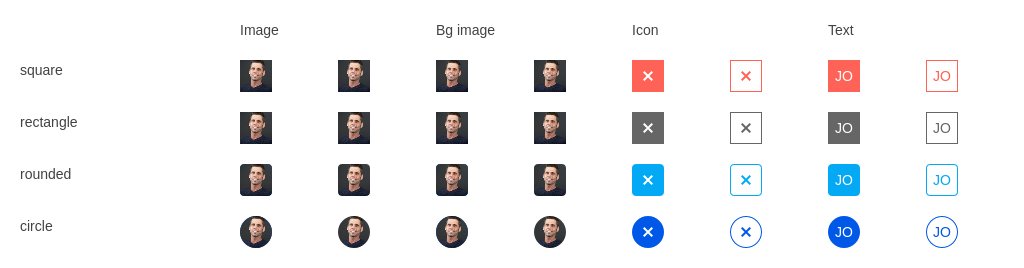 Image Bg image Icon Text
square JO JO
rectangle JO JO
rounded JO JO
circle JO JO